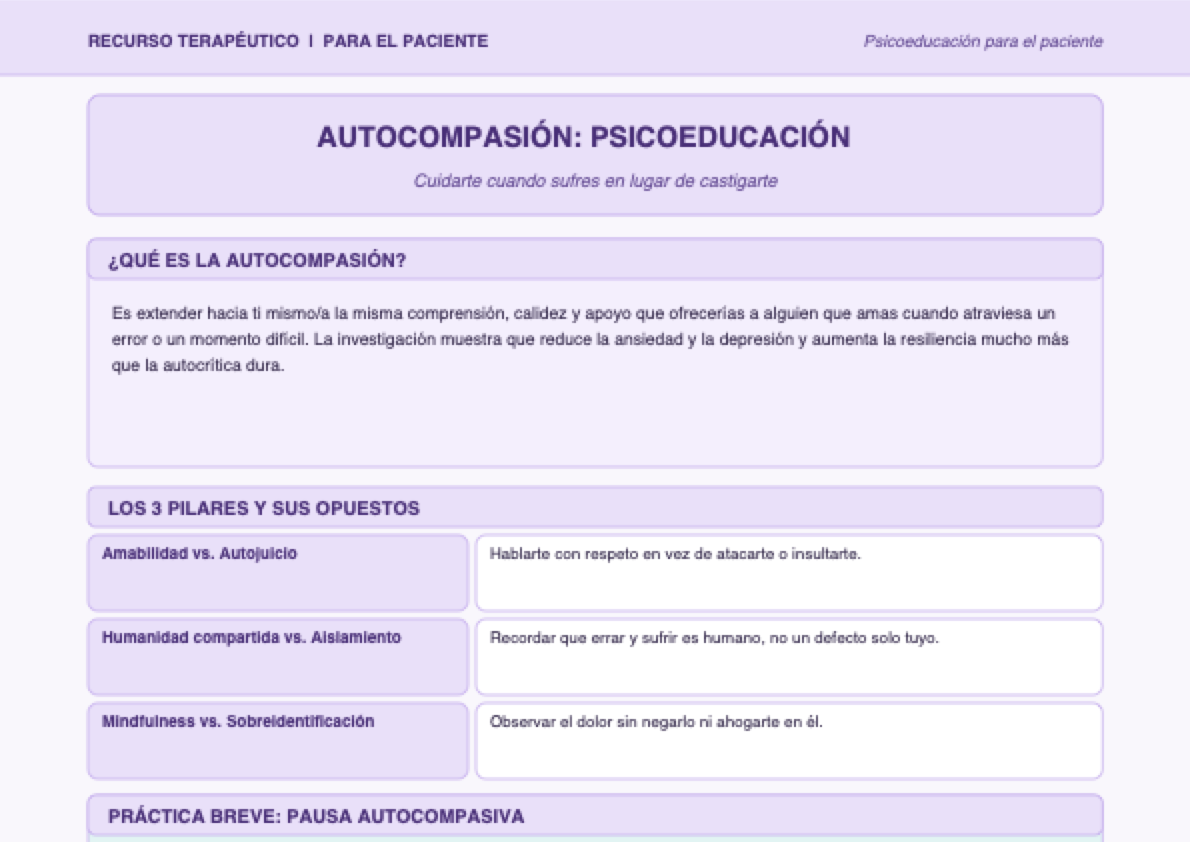 RECURSO TERAPÉUTICO | PARA EL PACIENTE
Psicoeducación para el paciente
AUTOCOMPASIÓN: PSICOEDUCACIÓN
Cuidarte cuando sufres en lugar de castigarte
¿QUÉ ES LA AUTOCOMPASIÓN?
Es extender hacia ti mismo/a la misma comprensión, calidez y apoyo que ofrecerías a alguien que amas cuando atraviesa un
error o un momento difícil. La investigación muestra que reduce la ansiedad y la depresión y aumenta la resiliencia mucho más
que la autocrítica dura.
LOS 3 PILARES Y SUS OPUESTOS
Amabilidad vs. Autojuicio
Hablarte con respeto en vez de atacarte o insultarte.
Humanidad compartida vs. Aislamiento
Recordar que errar y sufrir es humano, no un defecto solo tuyo.
Mindfulness vs. Sobreidentificación
Observar el dolor sin negarlo ni ahogarte en él.
PRÁCTICA BREVE: PAUSA AUTOCOMPASIVA